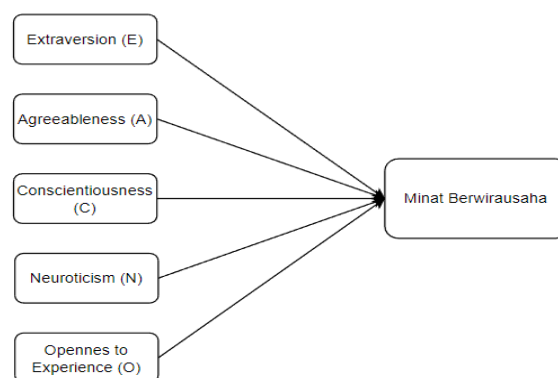 Extraversion (E)
Agreeableness (A)
Conscientiousness
(C)
Minat Berwirausaha
Neuroticism (N)
Opennes to
Experience (O)